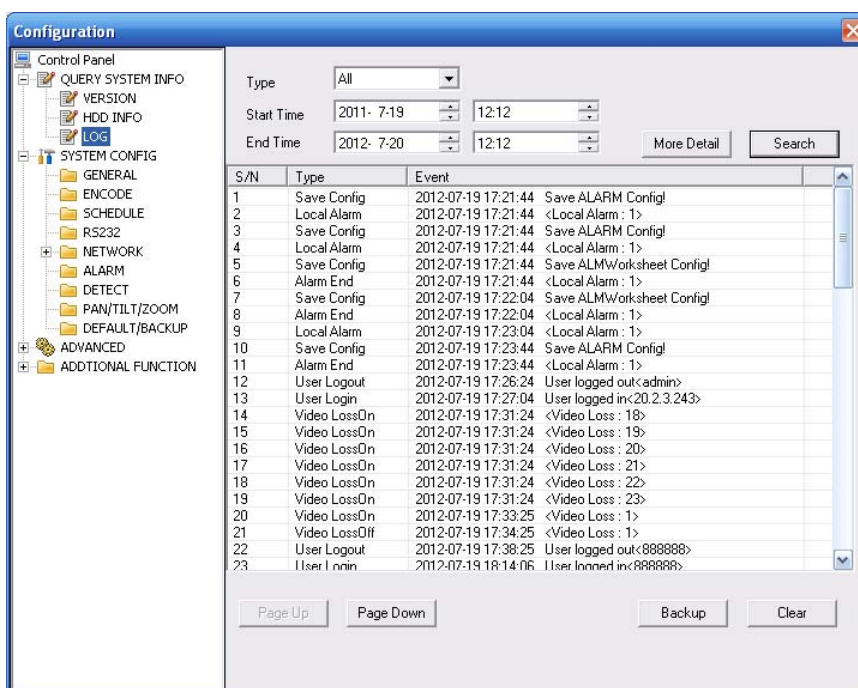 Configuration
Control Panel
QUERY SYSTEM INFO
VERSION
HDD INFO
LOG
SYSTEM CONFIG
GENERAL
ENCODE
SCHEDULE
RS232
NETWORK
ALARM
DETECT
PAN/TILT/ZOOM
DEFAULT/BACKUP
ADVANCED
ADDTIONAL FUNCTION
Type All
Start Time 2011- 7-19 12:12
End Time 2012- 7-20 12:12 More Detail Search
S/N Type Event
1 Save Config 2012-07-19 17:21:44 Save ALARM Config!
2 Local Alarm 2012-07-19 17:21:44 <Local Alarm : 1>
3 Save Config 2012-07-19 17:21:44 Save ALARM Config!
4 Local Alarm 2012-07-19 17:21:44 <Local Alarm : 1>
5 Save Config 2012-07-19 17:21:44 Save ALMWorksheet Config!
6 Alarm End 2012-07-19 17:21:44 <Local Alarm : 1>
7 Save Config 2012-07-19 17:22:04 Save ALMWorksheet Config!
8 Alarm End 2012-07-19 17:22:04 <Local Alarm : 1>
9 Local Alarm 2012-07-19 17:23:04 <Local Alarm : 1>
10 Save Config 2012-07-19 17:23:44 Save ALARM Config!
11 Alarm End 2012-07-19 17:23:44 <Local Alarm : 1>
12 User Logout 2012-07-19 17:26:24 User logged out<admin>
13 User Login 2012-07-19 17:27:04 User logged in<20.2.3.243>
14 Video LossOn 2012-07-19 17:31:24 <Video Loss : 18>
15 Video LossOn 2012-07-19 17:31:24 <Video Loss : 19>
16 Video LossOn 2012-07-19 17:31:24 <Video Loss : 20>
17 Video LossOn 2012-07-19 17:31:24 <Video Loss : 21>
18 Video LossOn 2012-07-19 17:31:24 <Video Loss : 22>
19 Video LossOn 2012-07-19 17:31:24 <Video Loss : 23>
20 Video LossOn 2012-07-19 17:33:25 <Video Loss : 1>
21 Video LossOff 2012-07-19 17:34:25 <Video Loss : 1>
22 User Logout 2012-07-19 17:38:25 User logged out<888888>
23 User Login 2012-07-19 18:14:06 User logged in<888888>
Page Up Page Down Backup Clear